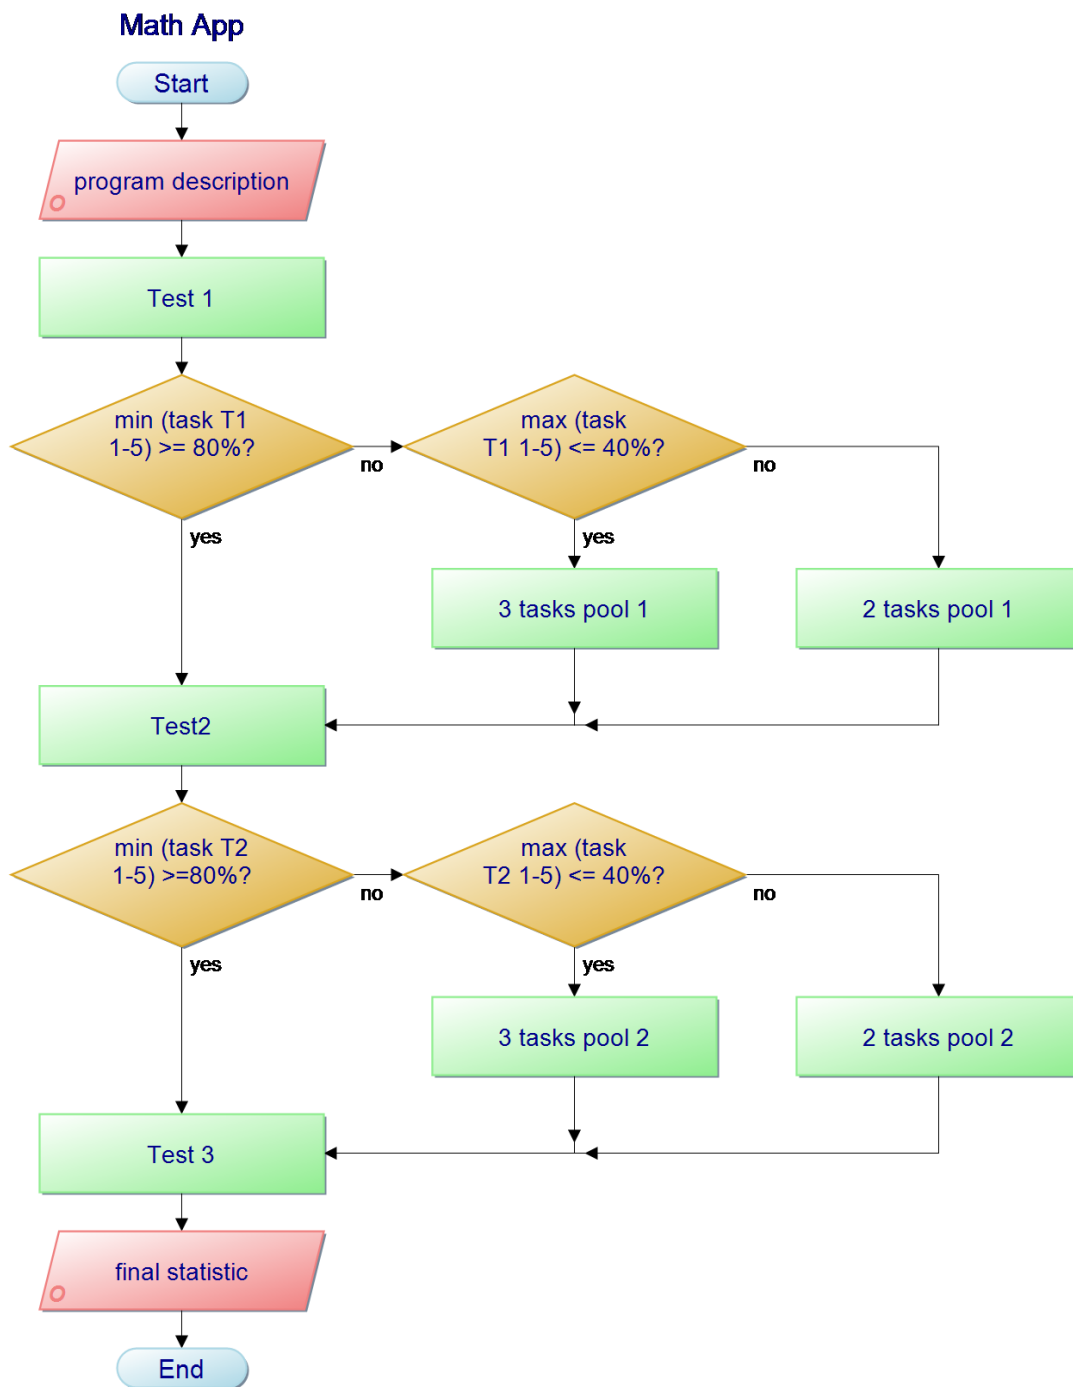 Math App
Start
program description
Test 1
min (task T1
1-5) >= 80%?
no
yes
max (task
T1 1-5) <= 40%?
no
yes
3 tasks pool 1
2 tasks pool 1
Test2
min (task T2
1-5) >=80%?
no
yes
max (task
T2 1-5) <= 40%?
no
yes
3 tasks pool 2
2 tasks pool 2
Test 3
final statistic
End